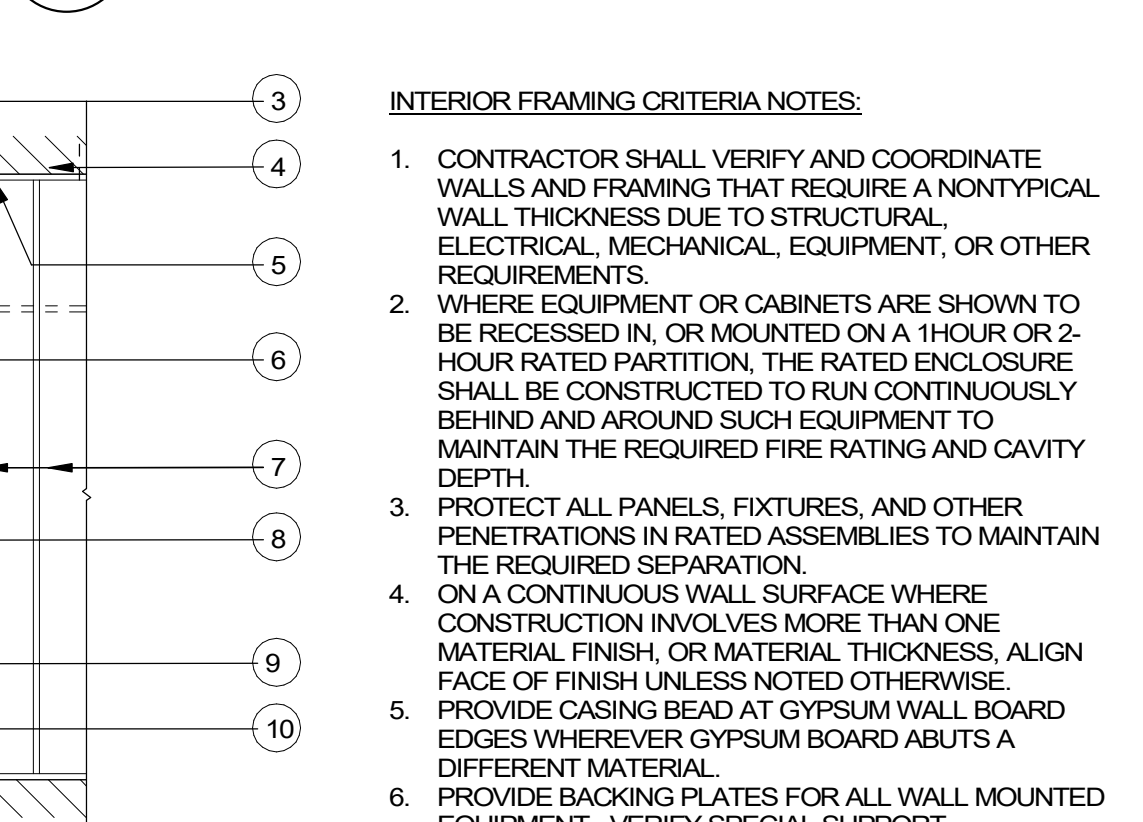 3
4
5
6
7
8
9
10
INTERIOR FRAMING CRITERIA NOTES:
1. CONTRACTOR SHALL VERIFY AND COORDINATE
WALLS AND FRAMING THAT REQUIRE A NONTYPICAL
WALL THICKNESS DUE TO STRUCTURAL,
ELECTRICAL, MECHANICAL, EQUIPMENT, OR OTHER
REQUIREMENTS.
2. WHERE EQUIPMENT OR CABINETS ARE SHOWN TO
BE RECESSED IN, OR MOUNTED ON A 1HOUR OR 2-
HOUR RATED PARTITION, THE RATED ENCLOSURE
SHALL BE CONSTRUCTED TO RUN CONTINUOUSLY
BEHIND AND AROUND SUCH EQUIPMENT TO
MAINTAIN THE REQUIRED FIRE RATING AND CAVITY
DEPTH.
3. PROTECT ALL PANELS, FIXTURES, AND OTHER
PENETRATIONS IN RATED ASSEMBLIES TO MAINTAIN
THE REQUIRED SEPARATION.
4. ON A CONTINUOUS WALL SURFACE WHERE
CONSTRUCTION INVOLVES MORE THAN ONE
MATERIAL FINISH, OR MATERIAL THICKNESS, ALIGN
FACE OF FINISH UNLESS NOTED OTHERWISE.
5. PROVIDE CASING BEAD AT GYPSUM WALL BOARD
EDGES WHEREVER GYPSUM BOARD ABUTS A
DIFFERENT MATERIAL.
6. PROVIDE BACKING PLATES FOR ALL WALL MOUNTED
EQUIPMENT. VERIFY SPECIAL SUPPORT